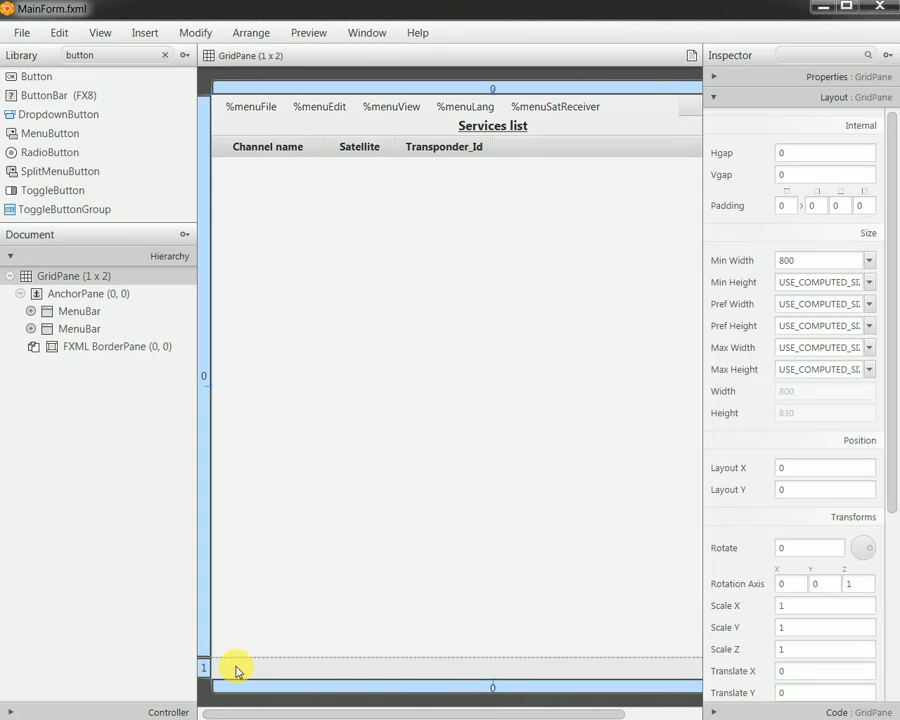 MainForm.fxml
File Edit View Insert Modify Arrange Preview Window Help
Library button
Button
ButtonBar (FX8)
DropdownButton
MenuButton
RadioButton
SplitMenuButton
ToggleButton
ToggleButtonGroup
Document
Hierarchy
GridPane (1 x 2)
AnchorPane (0, 0)
MenuBar
MenuBar
FXML BorderPane (0, 0)
Controller
GridPane (1 x 2)
0
%menuFile %menuEdit %menuView %menuLang %menuSatReceiver
Services list
Channel name Satellite Transponder_Id
0
1
0
Inspector
Properties : GridPane
Layout : GridPane
Internal
Hgap 0
Vgap 0
Padding 0 0 0 0
Size
Min Width 800
Min Height USE_COMPUTED_SI
Pref Width USE_COMPUTED_SI
Pref Height USE_COMPUTED_SI
Max Width USE_COMPUTED_SI
Max Height USE_COMPUTED_SI
Width 800
Height 830
Position
Layout X 0
Layout Y 0
Transforms
Rotate 0
X Y Z
Rotation Axis 0 0 1
Scale X 1
Scale Y 1
Scale Z 1
Translate X 0
Translate Y 0
Code : GridPane